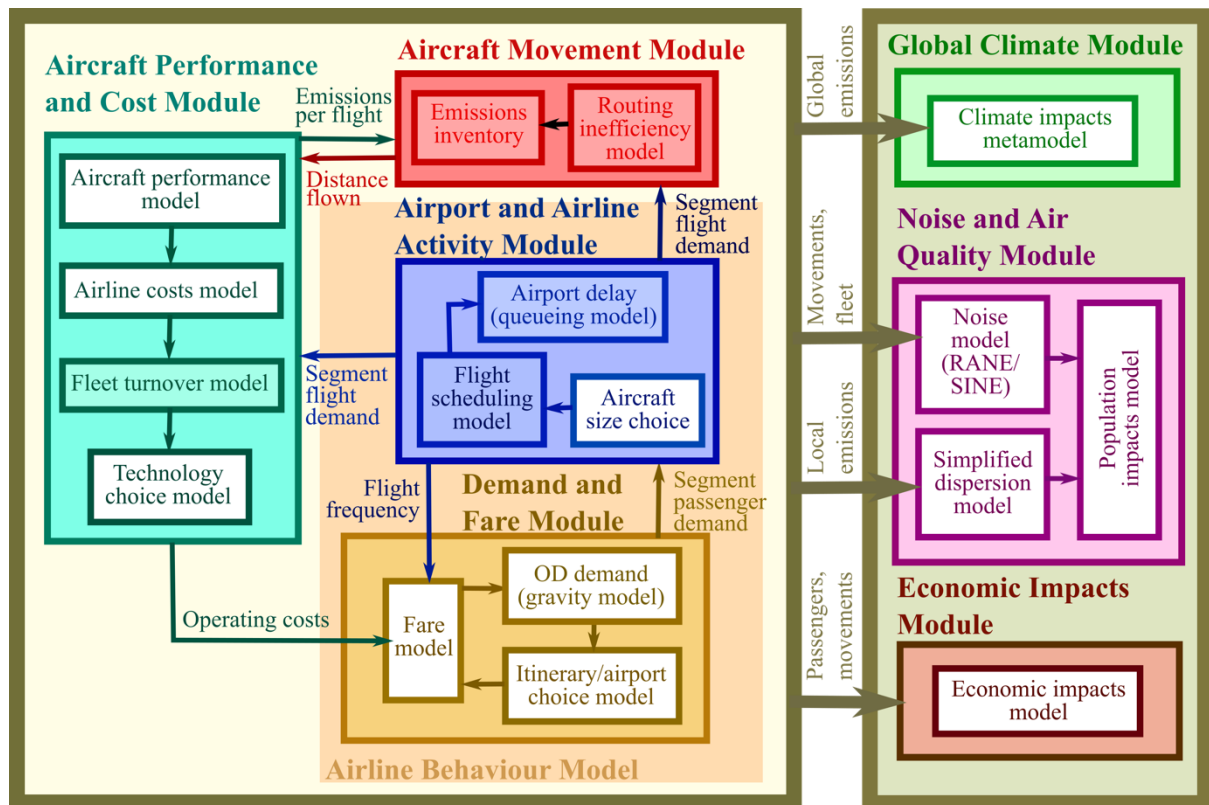 Aircraft Performance
and Cost Module
Emissions
per flight
Distance
flown
Aircraft performance
model
Airline costs model
Fleet turnover model
Technology
choice model
Operating costs
Aircraft Movement Module
Emissions
inventory
Routing
inefficiency
model
Airport and Airline
Activity Module
Segment
flight
demand
Airport delay
(queueing model)
Flight
scheduling
model
Aircraft
size choice
Segment
flight
demand
Flight
frequency
Demand and
Fare Module
Segment
passenger
demand
Fare
model
OD demand
(gravity model)
Itinerary/airport
choice model
Airline Behaviour Model
Global
emissions
Movements,
fleet
Local
emissions
Passengers,
movements
Global Climate Module
Climate impacts
metamodel
Noise and Air
Quality Module
Noise
model
(RANE/
SINE)
Simplified
dispersion
model
Population
impacts model
Economic Impacts
Module
Economic impacts
model